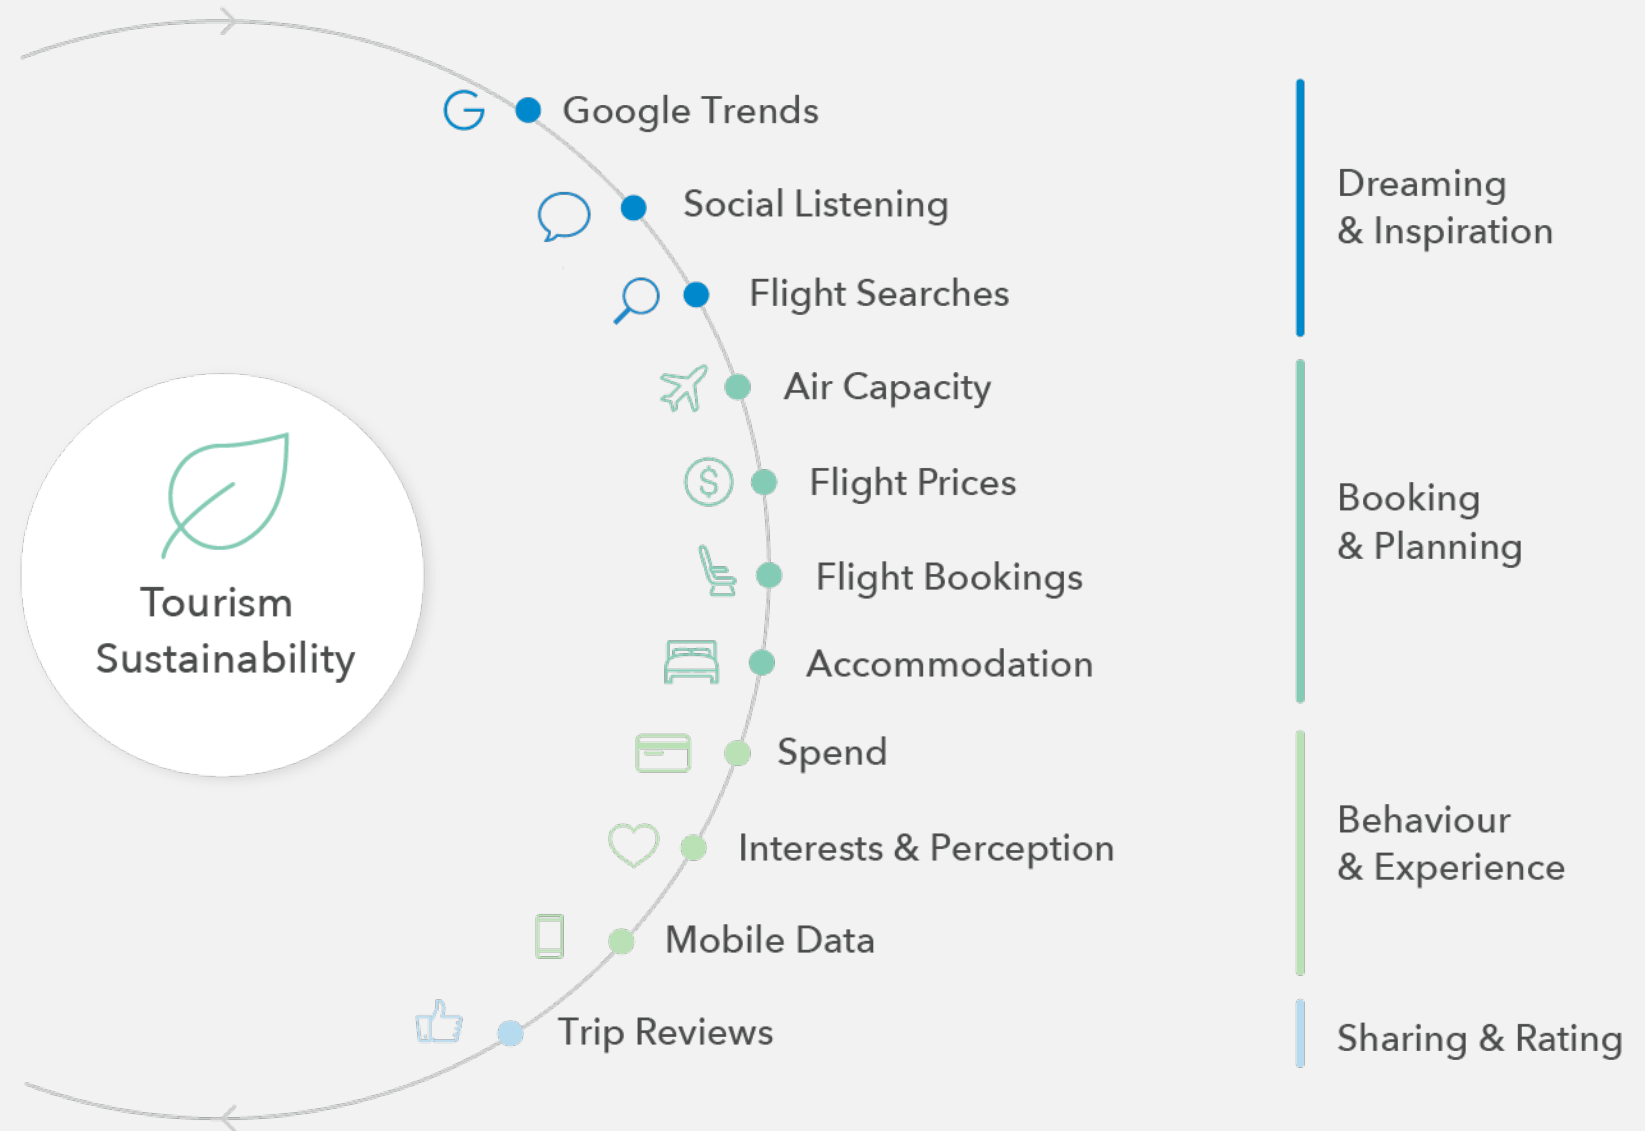 Google Trends
Social Listening
Flight Searches
Dreaming
& Inspiration
Air Capacity
Flight Prices
Flight Bookings
Accommodation
Booking
& Planning
Spend
Interests & Perception
Mobile Data
Behaviour
& Experience
Trip Reviews
Sharing & Rating
Tourism
Sustainability